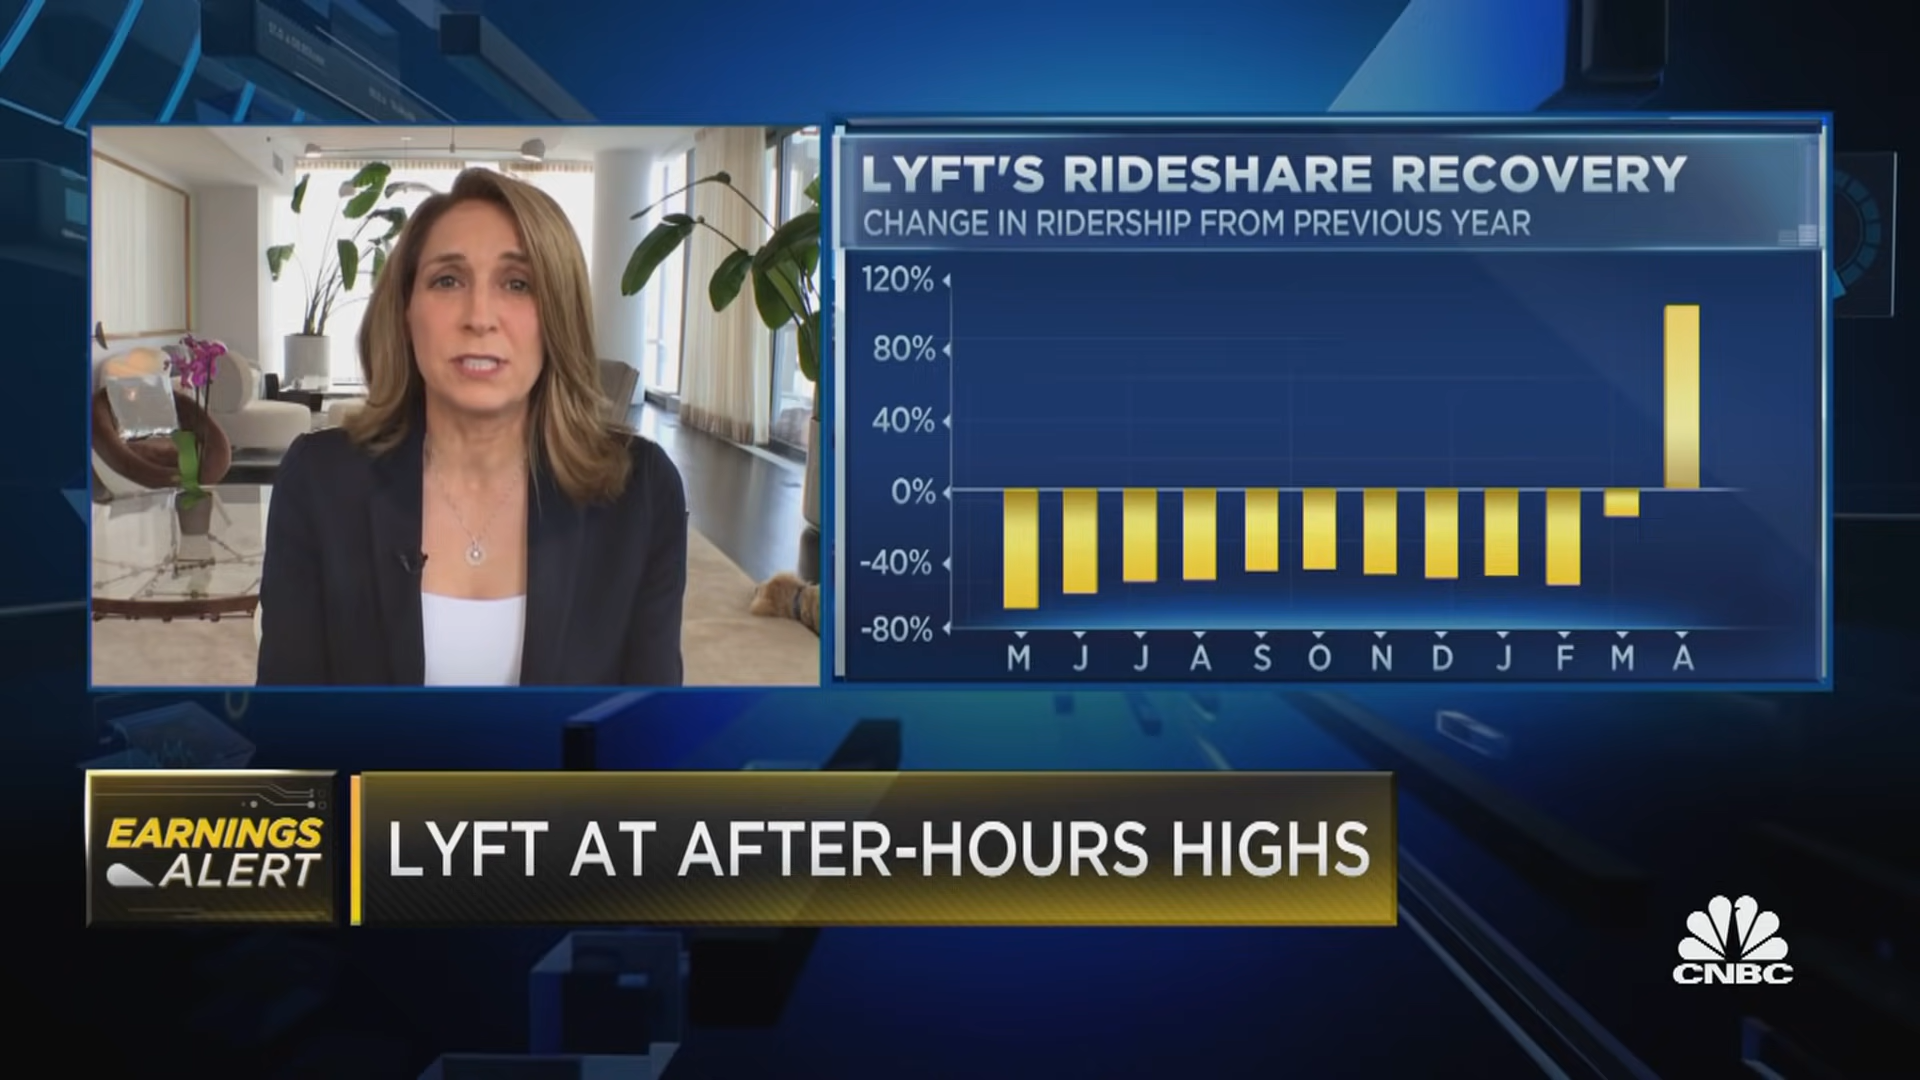 LYFT'S RIDESHARE RECOVERY
CHANGE IN RIDERSHIP FROM PREVIOUS YEAR
120%
80%
40%
0%
-40%
-80%
M J J A S O N D J F M A
EARNINGS
ALERT
LYFT AT AFTER-HOURS HIGHS
CNBC